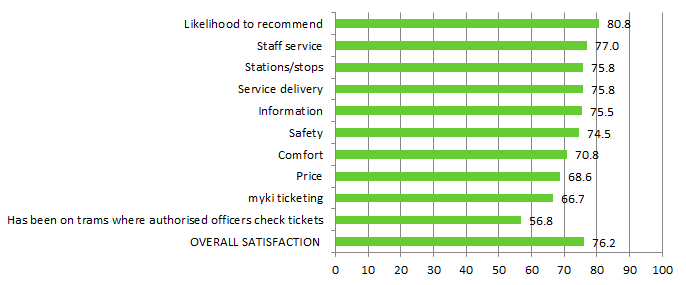 Likelihood to recommend 80.8
Staff service 77.0
Stations/stops 75.8
Service delivery 75.8
Information 75.5
Safety 74.5
Comfort 70.8
Price 68.6
myki ticketing 66.7
Has been on trams where authorised officers check tickets 56.8
OVERALL SATISFACTION 76.2
0 10 20 30 40 50 60 70 80 90 100